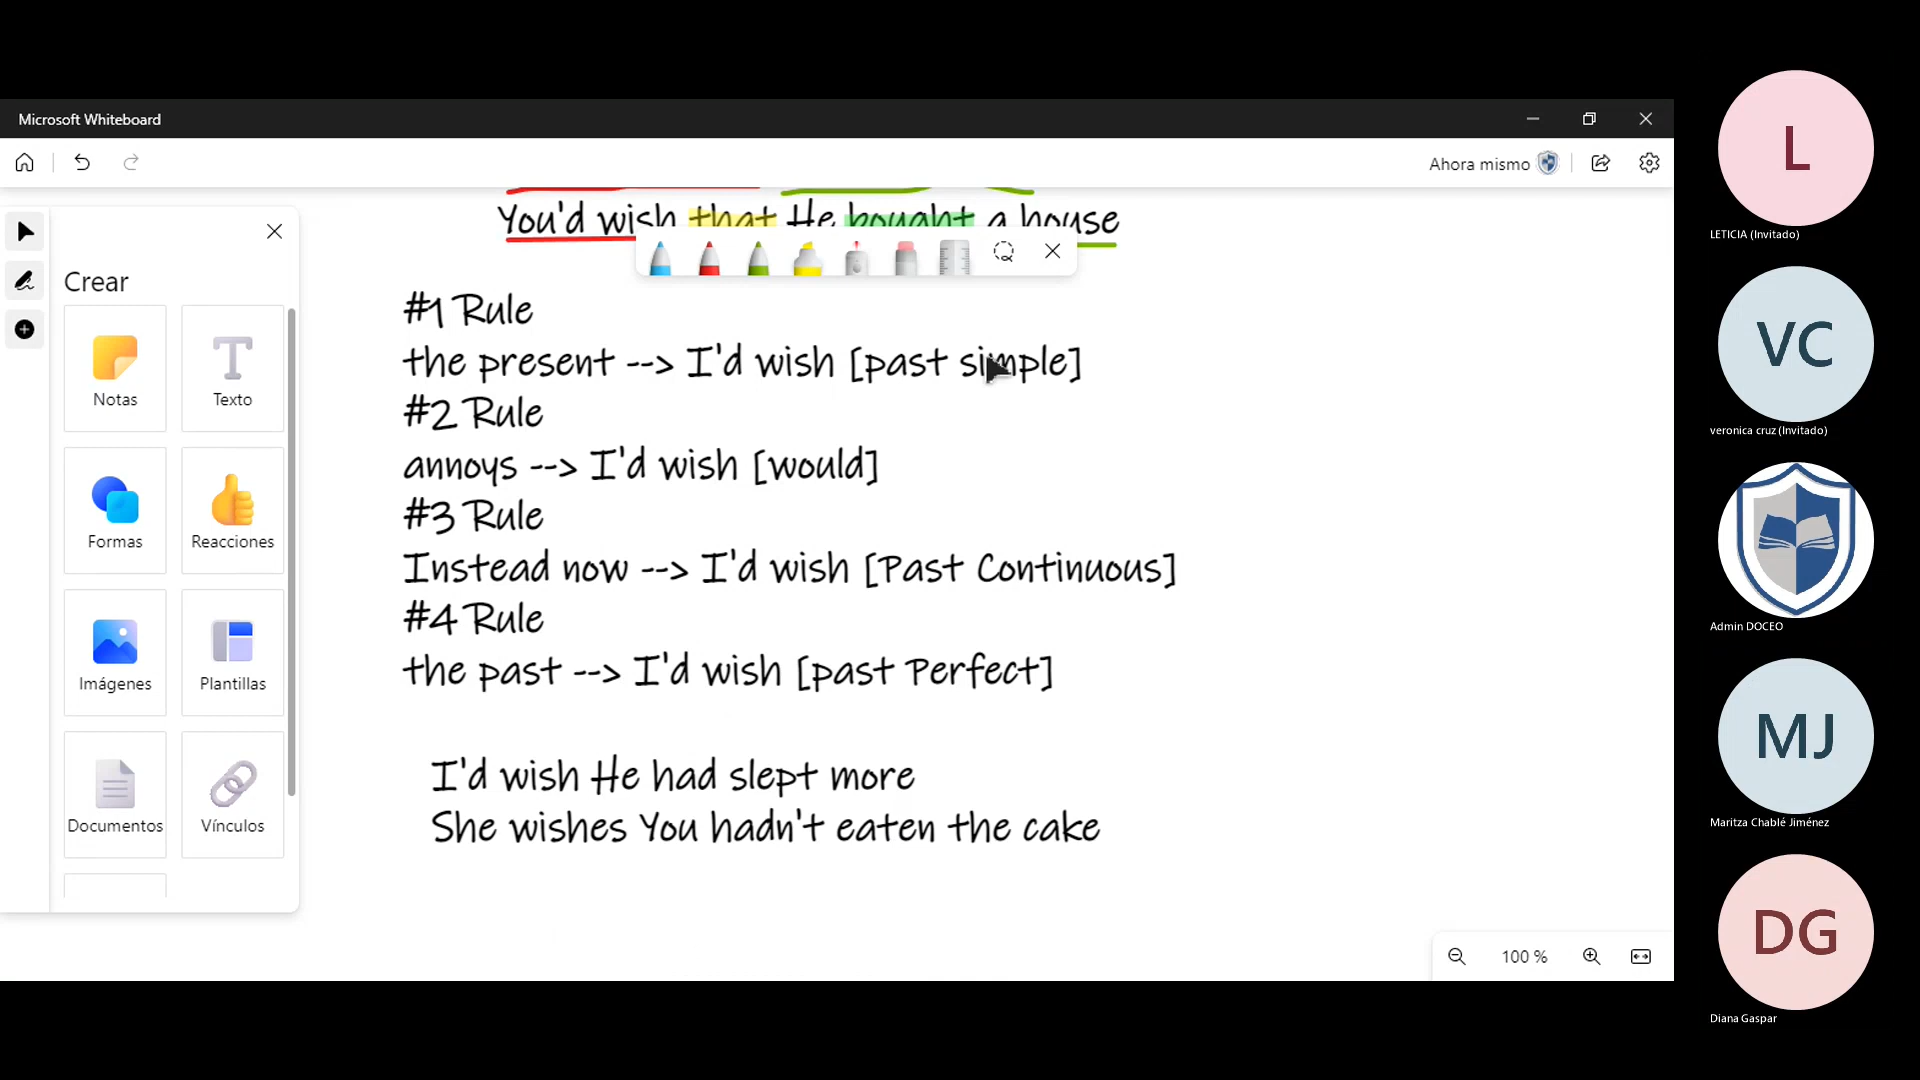 Microsoft Whiteboard
Ahora mismo
You'd wish that He bought a house
Crear
Notas
Texto
Formas
Reacciones
Imágenes
Plantillas
Documentos
Vínculos
#1 Rule
the present --> I'd wish [past simple]
#2 Rule
annoys --> I'd wish [would]
#3 Rule
Instead now --> I'd wish [Past Continuous]
#4 Rule
the past --> I'd wish [past Perfect]
I'd wish He had slept more
She wishes You hadn't eaten the cake
100 %
L
LETICIA (Invitado)
VC
veronica cruz (Invitado)
Admin DOCEO
MJ
Maritza Chablé Jiménez
DG
Diana Gaspar